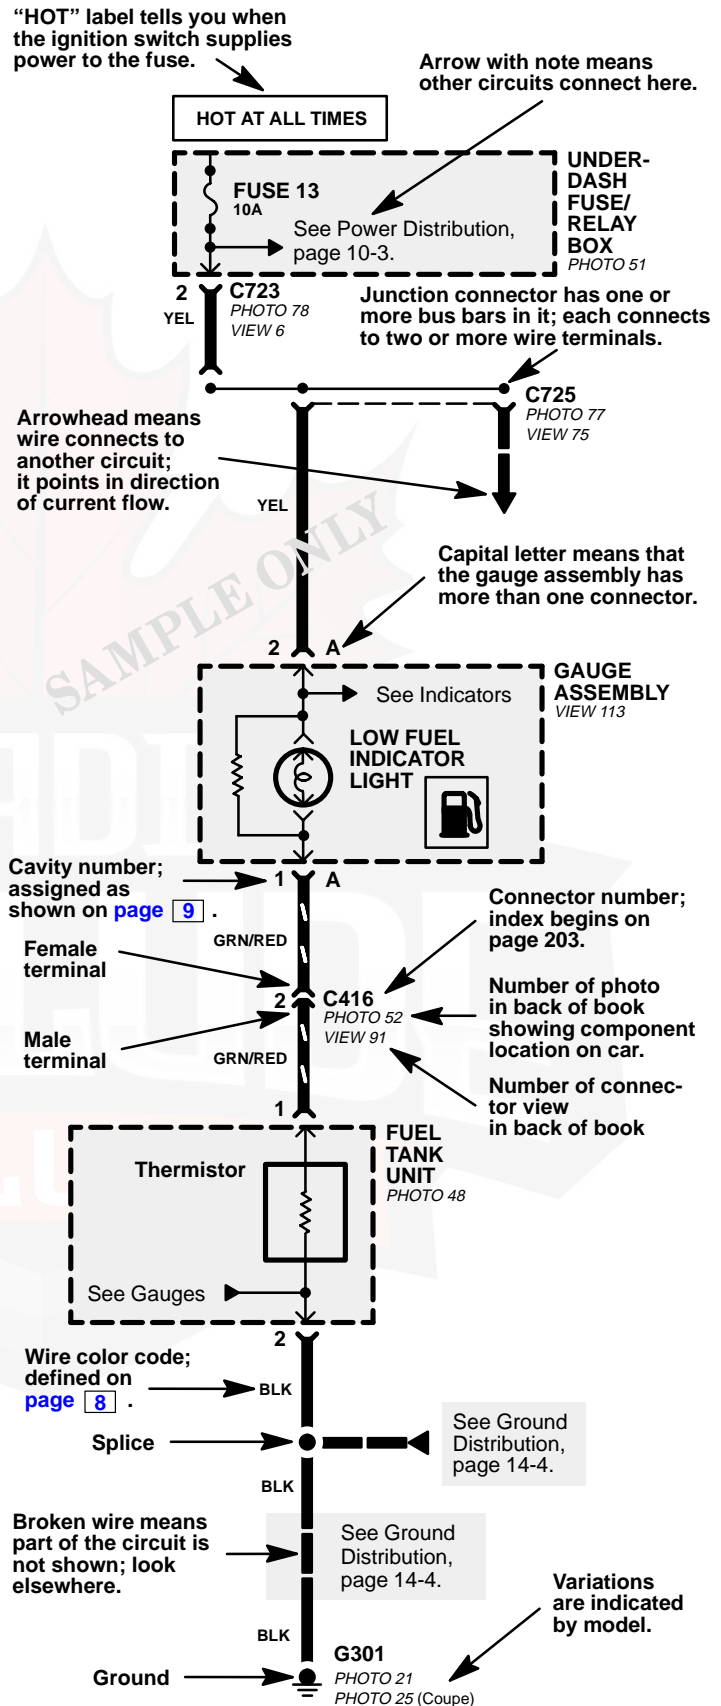 “HOT” label tells you when
the ignition switch supplies
power to the fuse.
Arrow with note means
other circuits connect here.
HOT AT ALL TIMES
FUSE 13
10A
See Power Distribution,
page 10-3.
UNDER-
DASH
FUSE/
RELAY
BOX
PHOTO 51
2
C723
PHOTO 78
VIEW 6
YEL
Junction connector has one or
more bus bars in it; each connects
to two or more wire terminals.
C725
PHOTO 77
VIEW 75
Arrowhead means
wire connects to
another circuit;
it points in direction
of current flow.
YEL
SAMPLE ONLY
Capital letter means that
the gauge assembly has
more than one connector.
2 A
GAUGE
ASSEMBLY
VIEW 113
See Indicators
LOW FUEL
INDICATOR
LIGHT
Cavity number;
assigned as
shown on page 9 .
1 A
GRN/RED
Connector number;
index begins on
page 203.
Female
terminal
2
C416
PHOTO 52
VIEW 91
Number of photo
in back of book
showing component
location on car.
Male
terminal
GRN/RED
Number of connec-
tor view
in back of book
1
FUEL
TANK
UNIT
PHOTO 48
Thermistor
See Gauges
2
Wire color code;
defined on
page 8 .
BLK
Splice
See Ground
Distribution,
page 14-4.
BLK
Broken wire means
part of the circuit is
not shown; look
elsewhere.
See Ground
Distribution,
page 14-4.
Variations
are indicated
by model.
BLK
Ground
G301
PHOTO 21
PHOTO 25 (Coupe)